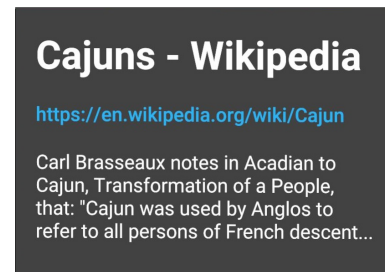 Cajuns - Wikipedia
https://en.wikipedia.org/wiki/Cajun
Carl Brasseaux notes in Acadian to
Cajun, Transformation of a People,
that: "Cajun was used by Anglos to
refer to all persons of French descent...